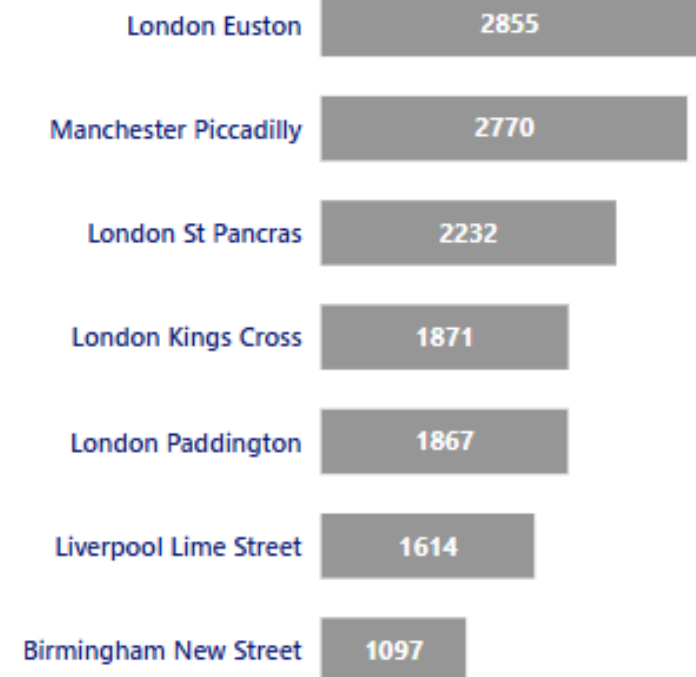 London Euston 2855
Manchester Piccadilly 2770
London St Pancras 2232
London Kings Cross 1871
London Paddington 1867
Liverpool Lime Street 1614
Birmingham New Street 1097